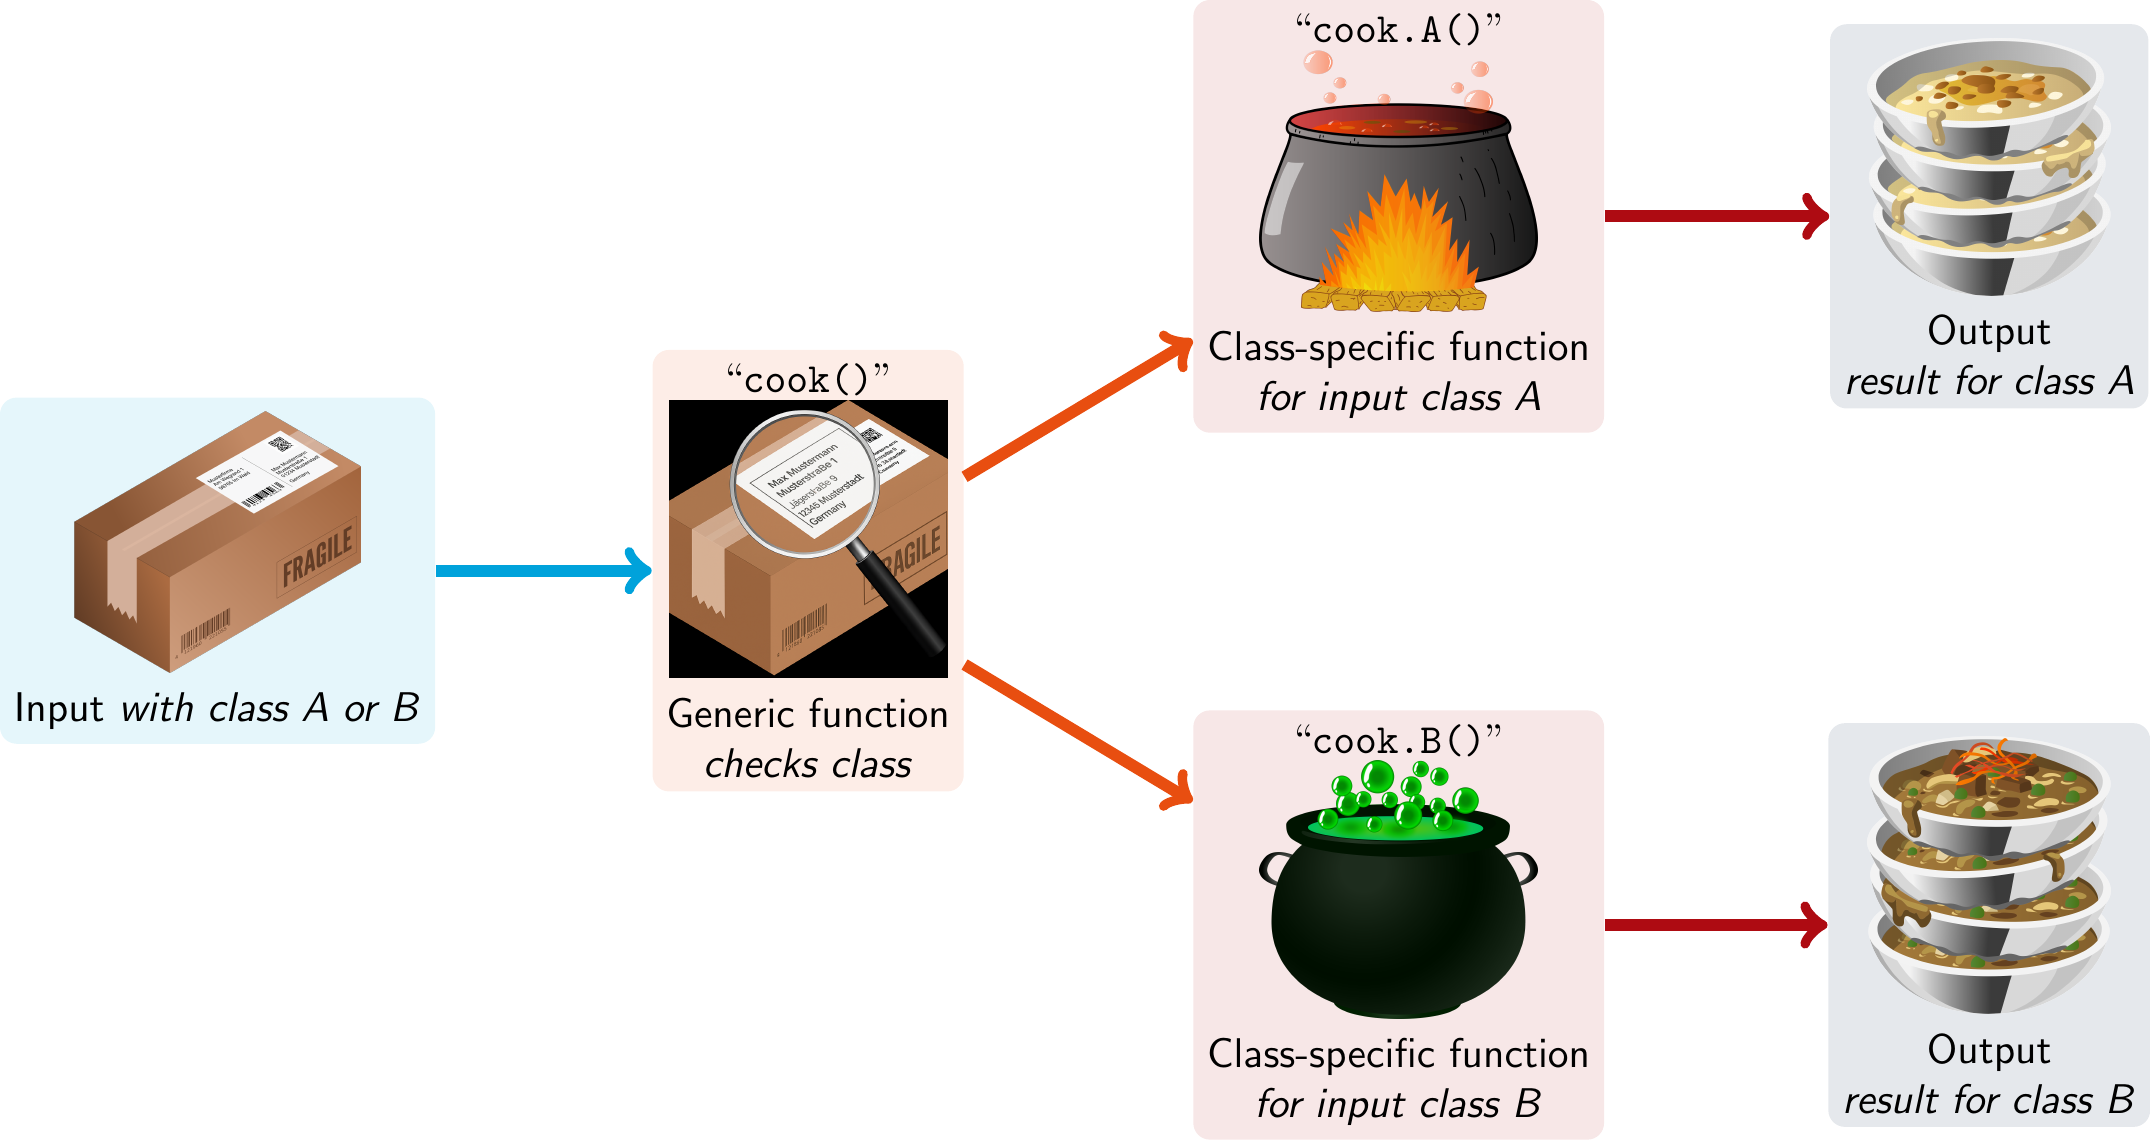 “cook.A()”
Class-specific function
for input class A
Output
result for class A
“cook()”
Max Mustermann
Musterstraße 1
Jägerstraße 9
12345 Musterstadt
Germany
FRAGILE
Generic function
checks class
FRAGILE
Input with class A or B
“cook.B()”
Class-specific function
for input class B
Output
result for class B